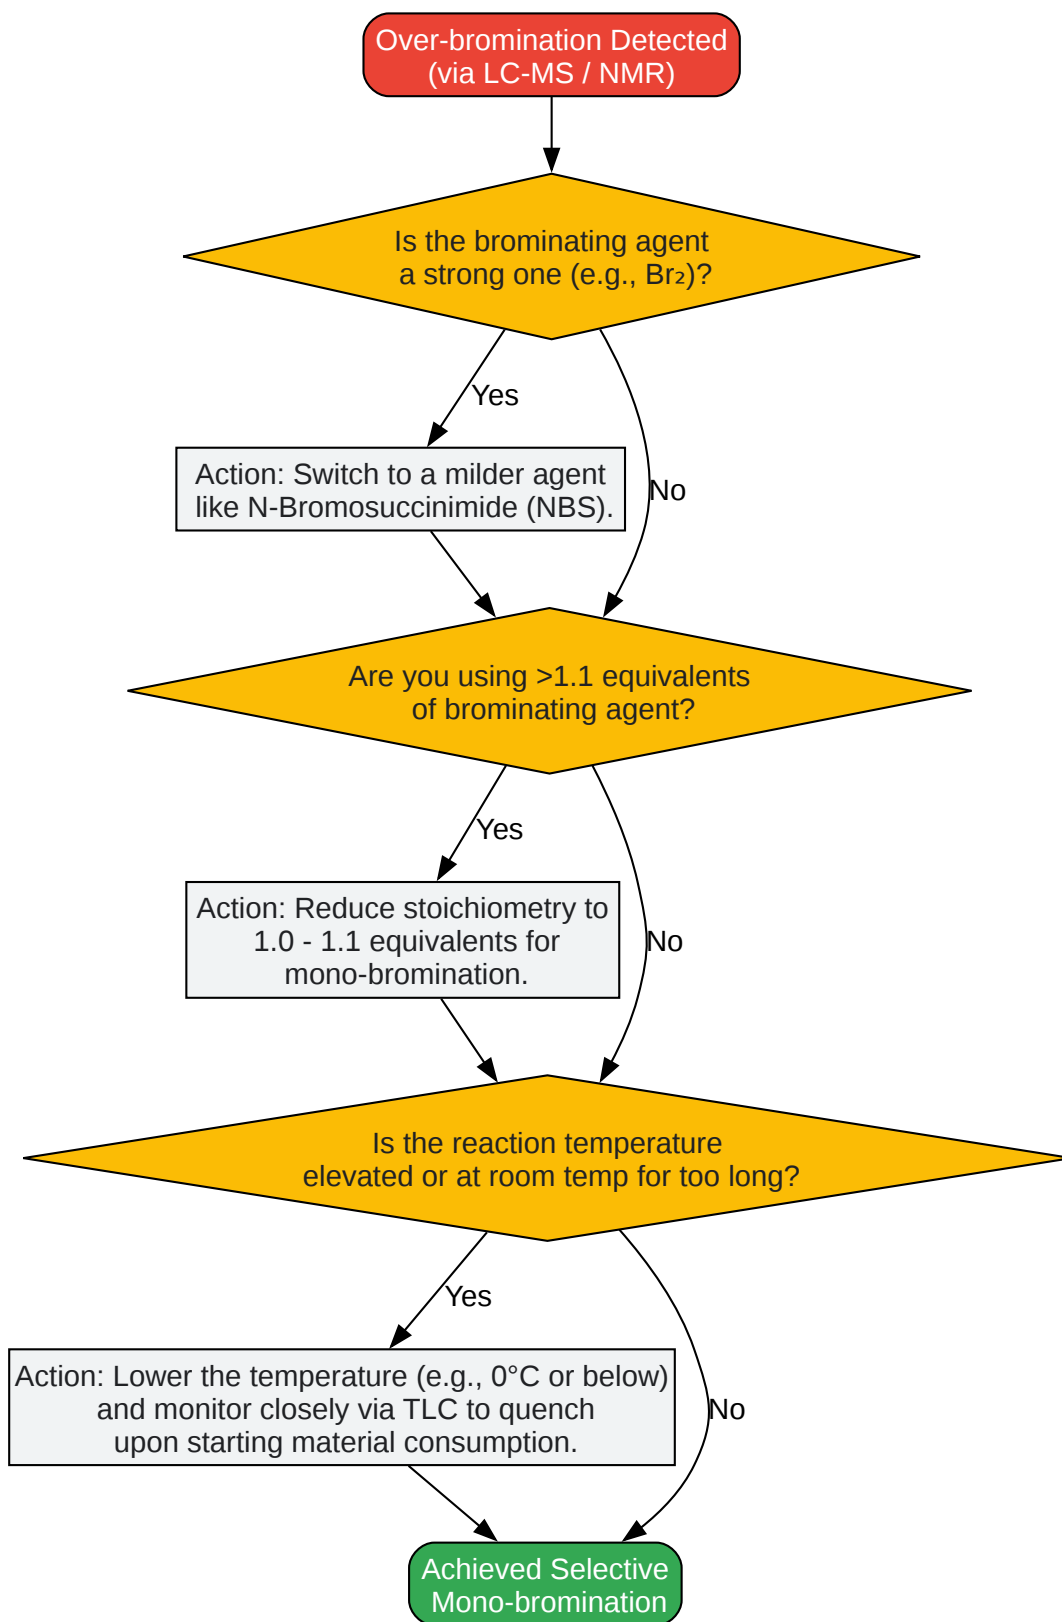 Over-bromination Detected
(via LC-MS / NMR)
Is the brominating agent
a strong one (e.g., Br₂)?
Yes
Action: Switch to a milder agent
like N-Bromosuccinimide (NBS).
No
Are you using >1.1 equivalents
of brominating agent?
Yes
Action: Reduce stoichiometry to
1.0 - 1.1 equivalents for
mono-bromination.
No
Is the reaction temperature
elevated or at room temp for too long?
Yes
Action: Lower the temperature (e.g., 0°C or below)
and monitor closely via TLC to quench
upon starting material consumption.
No
Achieved Selective
Mono-bromination